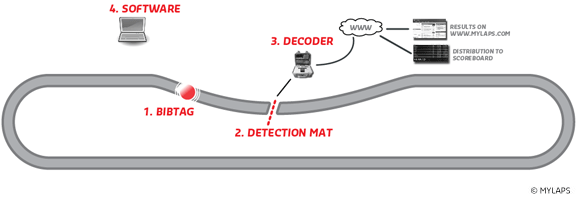 4. SOFTWARE
3. DECODER
WWW
RESULTS ON
WWW.MYLAPS.COM
DISTRIBUTION TO
SCOREBOARD
1. BIBTAG
2. DETECTION MAT
© MYLAPS